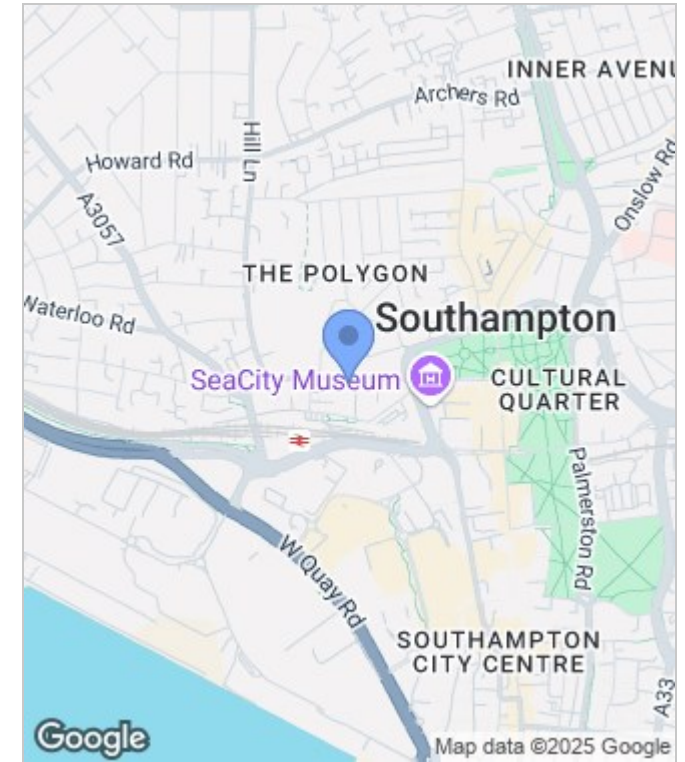 INNER AVENU
Archers Rd
Hill Ln
Howard Rd
Onslow Rd
A3057
THE POLYGON
Waterloo Rd
Southampton
SeaCity Museum
CULTURAL
QUARTER
Palmerston Rd
W Quay Rd
SOUTHAMPTON
CITY CENTRE
A33
Google
Map data ©2025 Google